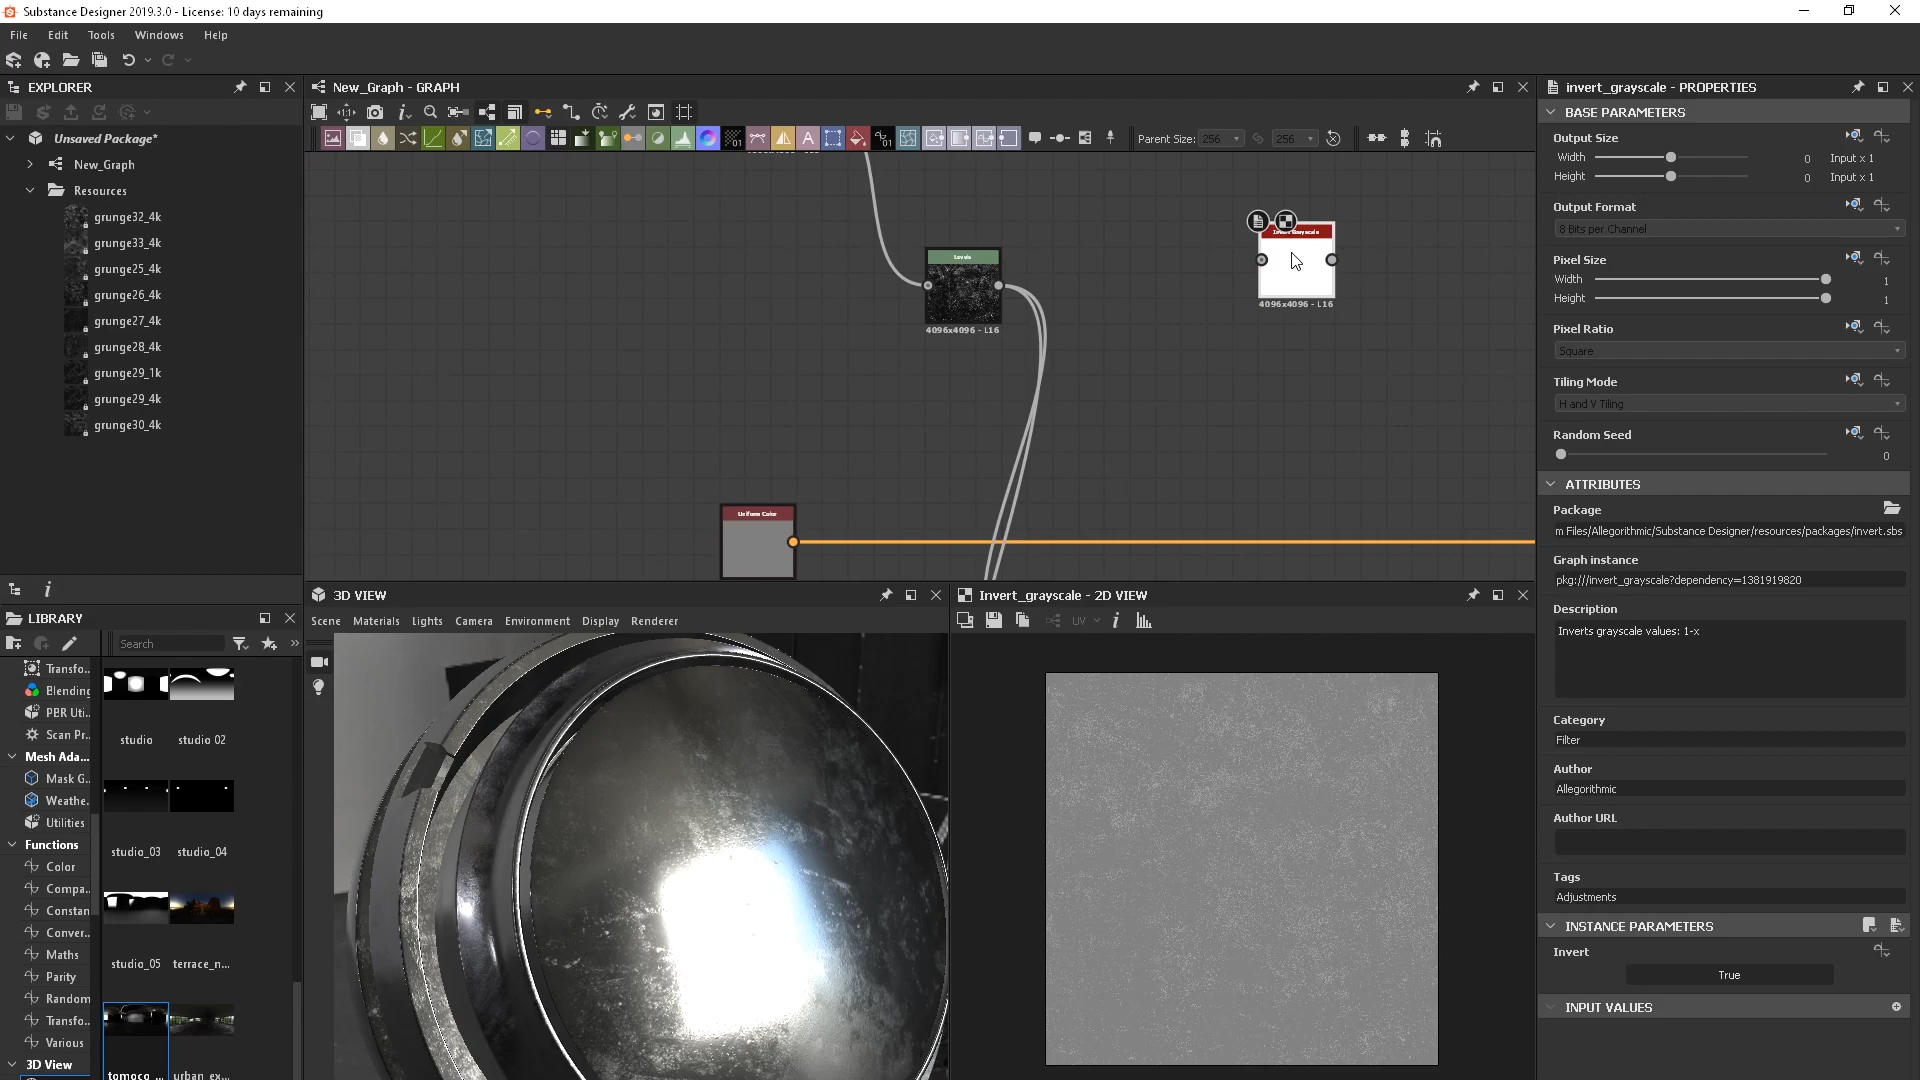 Substance Designer 2019.3.0 - License: 10 days remaining
File Edit Tools Windows Help
EXPLORER
Unsaved Package*
New_Graph
Resources
grunge32_4k
grunge33_4k
grunge25_4k
grunge26_4k
grunge27_4k
grunge28_4k
grunge29_1k
grunge29_4k
grunge30_4k
LIBRARY
Search
Transfo...
Blending
PBR Uti...
Scan Pr...
Mesh Ada...
Mask G...
Weathe...
Utilities
Functions
Color
Compa...
Constan
Conver...
Maths
Parity
Random
Transfo...
Various
3D View
studio
studio 02
studio_03
studio_04
studio_05
terrace_n...
tomoco_...
urban_ex...
New_Graph - GRAPH
Parent Size: 256 256
Levels
4096x4096 - L16
Invert Grayscale
4096x4096 - L16
Uniform Color
3D VIEW
Scene Materials Lights Camera Environment Display Renderer
Invert_grayscale - 2D VIEW
UV
invert_grayscale - PROPERTIES
BASE PARAMETERS
Output Size
Width 0 Input x 1
Height 0 Input x 1
Output Format
8 Bits per Channel
Pixel Size
Width 1
Height 1
Pixel Ratio
Square
Tiling Mode
H and V Tiling
Random Seed
0
ATTRIBUTES
Package
m Files/Allegorithmic/Substance Designer/resources/packages/invert.sbs
Graph instance
pkg:///invert_grayscale?dependency=1381919820
Description
Inverts grayscale values: 1-x
Category
Filter
Author
Allegorithmic
Author URL
Tags
Adjustments
INSTANCE PARAMETERS
Invert
True
INPUT VALUES